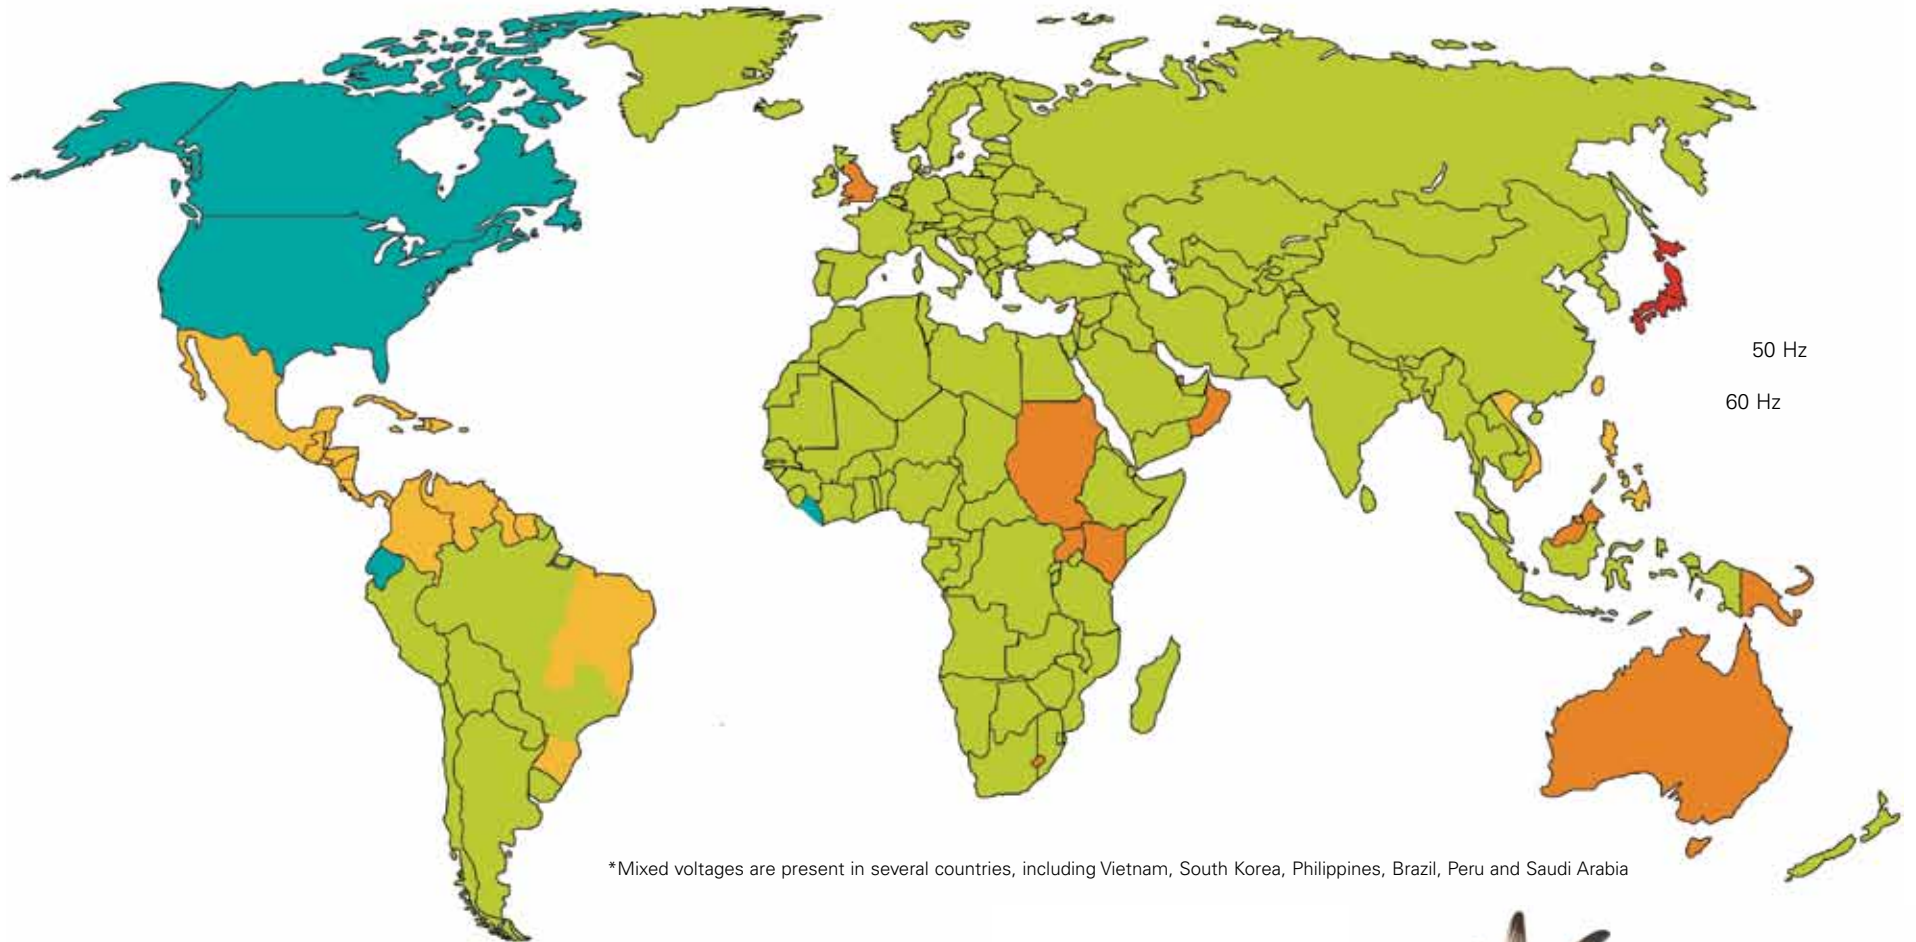 50 Hz
60 Hz
*Mixed voltages are present in several countries, including Vietnam, South Korea, Philippines, Brazil, Peru and Saudi Arabia